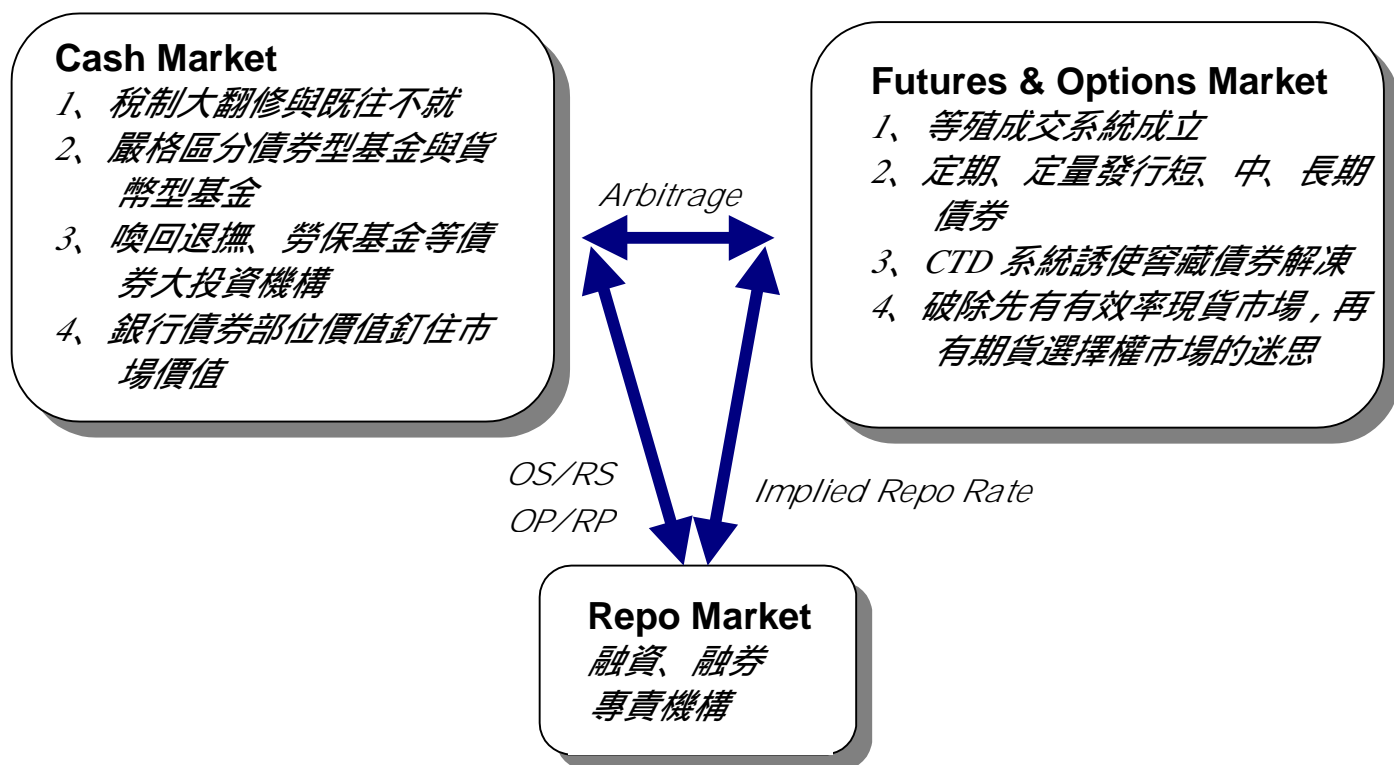 Cash Market
1、稅制大翻修與既往不就
2、嚴格區分債券型基金與貨
幣型基金
3、喚回退撫、勞保基金等債
券大投資機構
4、銀行債券部位價值釘住市
場價值
Futures & Options Market
1、等殖成交系統成立
2、定期、定量發行短、中、長期
債券
3、CTD 系統誘使窖藏債券解凍
4、破除先有有效率現貨市場 , 再
有期貨選擇權市場的迷思
Arbitrage
OS/RS
OP/RP
Implied Repo Rate
Repo Market
融資、融券
專責機構